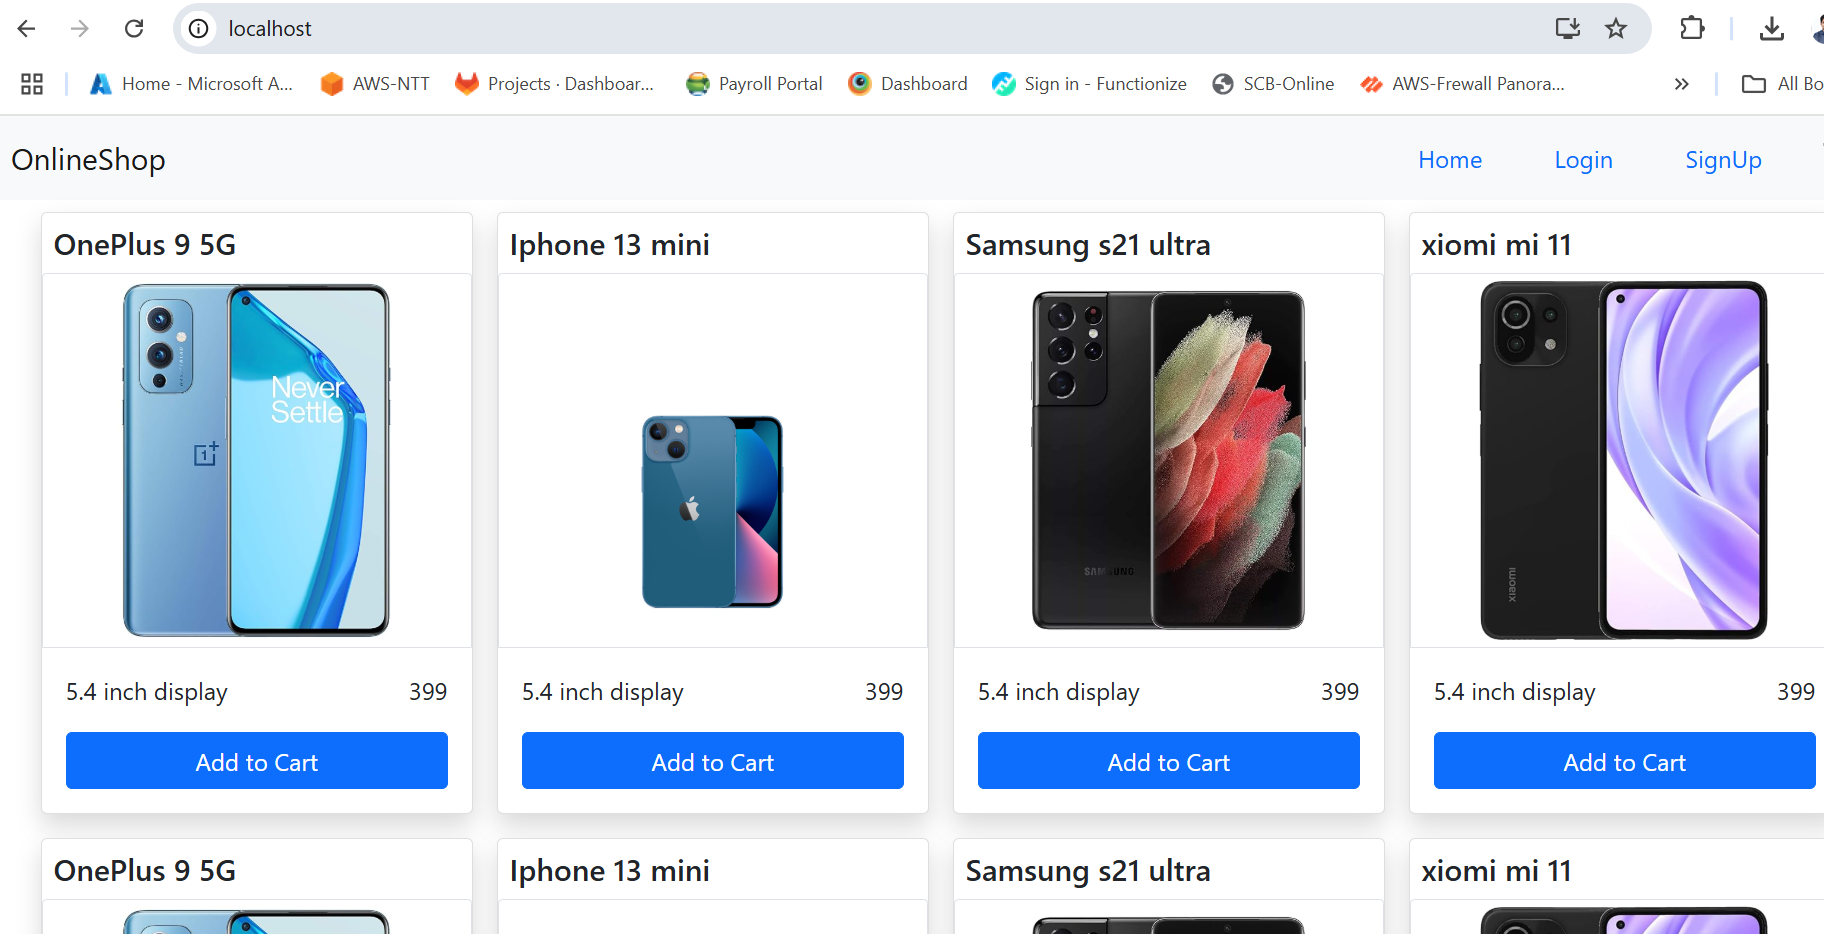 localhost
Home - Microsoft A... AWS-NTT Projects · Dashboar... Payroll Portal Dashboard Sign in - Functionize SCB-Online AWS-Frewall Panora... » All Bo
OnlineShop Home Login SignUp
OnePlus 9 5G Iphone 13 mini Samsung s21 ultra xiomi mi 11
Never
Settle
SAMSUNG
xiaomi
5.4 inch display 399 5.4 inch display 399 5.4 inch display 399 5.4 inch display 399
Add to Cart Add to Cart Add to Cart Add to Cart
OnePlus 9 5G Iphone 13 mini Samsung s21 ultra xiomi mi 11